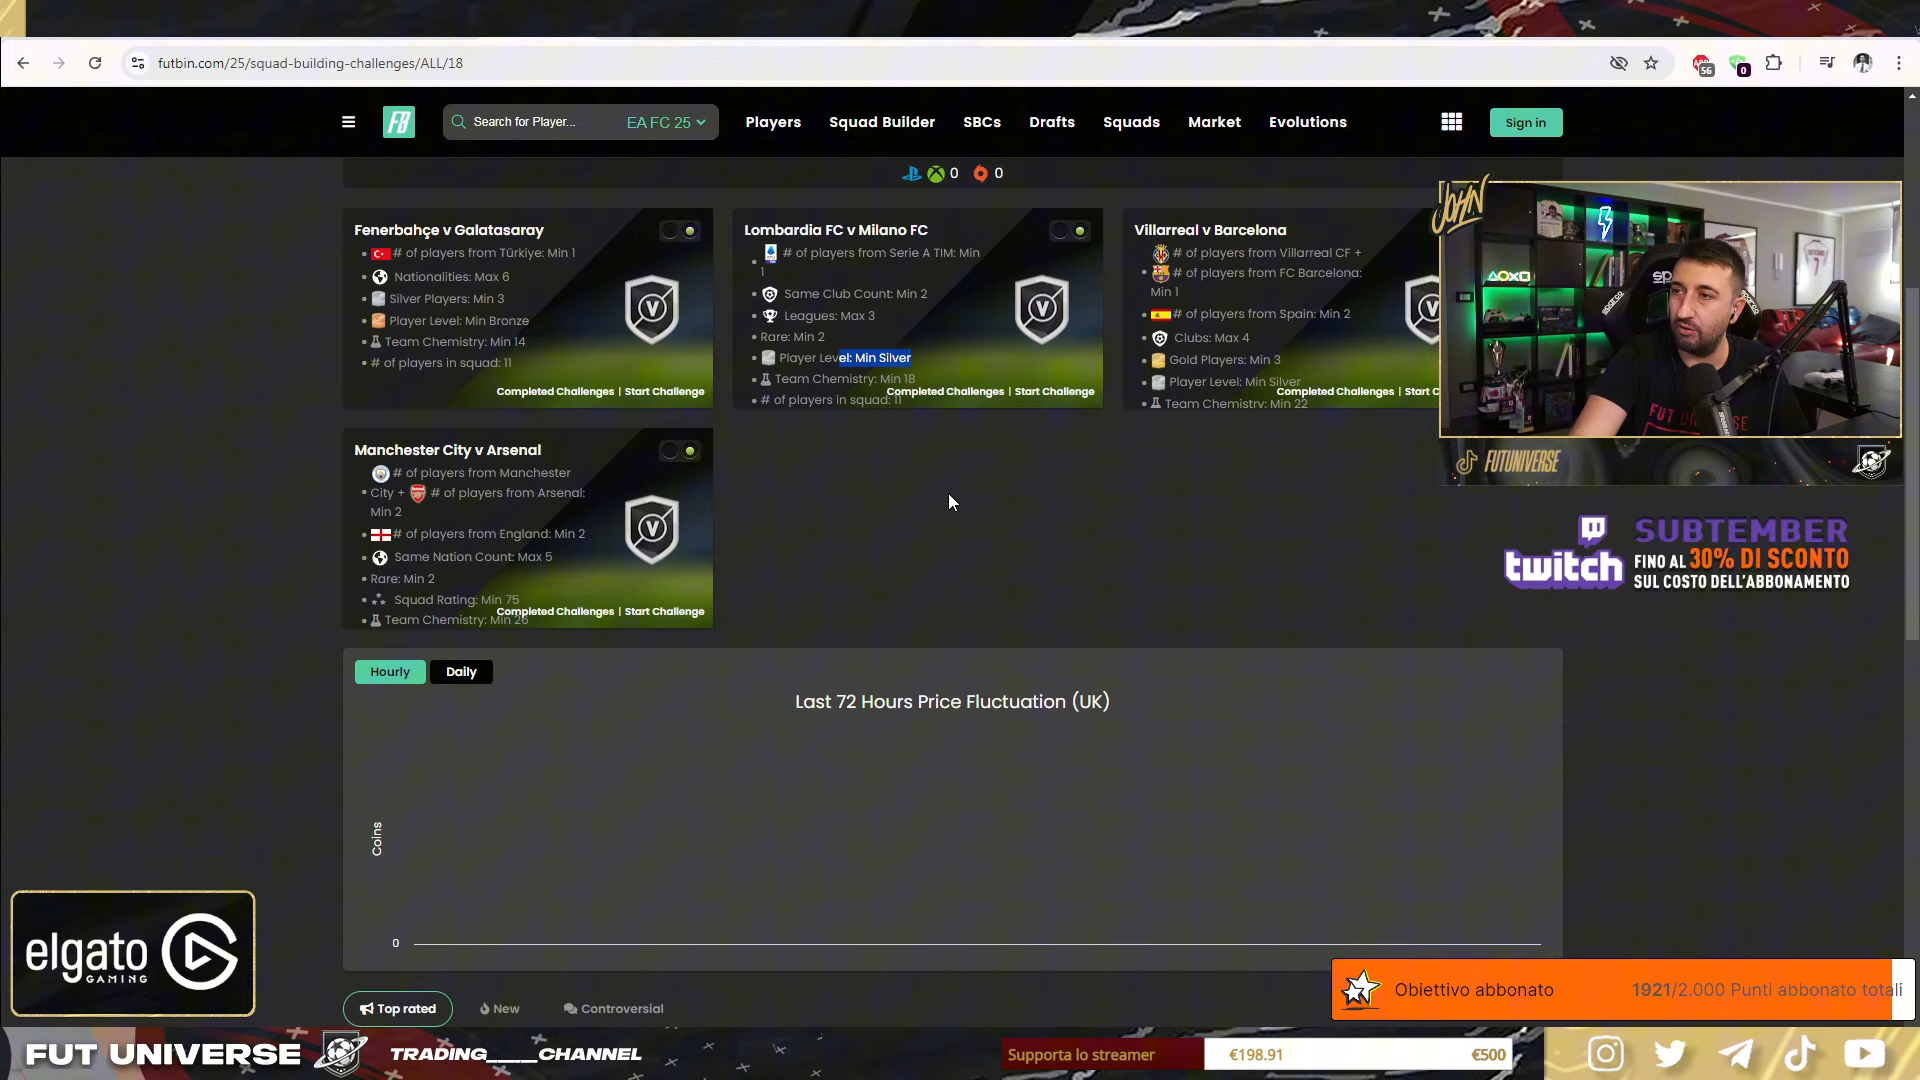 futbin.com/25/squad-building-challenges/ALL/18
56
0
F8
Search for Player...
EA FC 25
Players
Squad Builder
SBCs
Drafts
Squads
Market
Evolutions
Sign in
0
0
Fenerbahçe v Galatasaray
# of players from Türkiye: Min 1
Nationalities: Max 6
Silver Players: Min 3
Player Level: Min Bronze
Team Chemistry: Min 14
# of players in squad: 11
Completed Challenges | Start Challenge
Lombardia FC v Milano FC
# of players from Serie A TIM: Min
1
Same Club Count: Min 2
Leagues: Max 3
Rare: Min 2
Player Level: Min Silver
Team Chemistry: Min 18
# of players in squad: 11
Completed Challenges | Start Challenge
Villarreal v Barcelona
# of players from Villarreal CF +
# of players from FC Barcelona:
Min 1
# of players from Spain: Min 2
Clubs: Max 4
Gold Players: Min 3
Player Level: Min Silver
Team Chemistry: Min 22
Completed Challenges | Start C
JOHN
FUTUNIVERSE
Manchester City v Arsenal
# of players from Manchester
City + # of players from Arsenal:
Min 2
# of players from England: Min 2
Same Nation Count: Max 5
Rare: Min 2
Squad Rating: Min 75
Team Chemistry: Min 26
Completed Challenges | Start Challenge
twitch
SUBTEMBER
FINO AL 30% DI SCONTO
SUL COSTO DELL'ABBONAMENTO
Hourly
Daily
Last 72 Hours Price Fluctuation (UK)
Coins
0
elgato
GAMING
Obiettivo abbonato
1921/2.000 Punti abbonato totali
Top rated
New
Controversial
FUT UNIVERSE
TRADING____CHANNEL
Supporta lo streamer
€198.91
€500